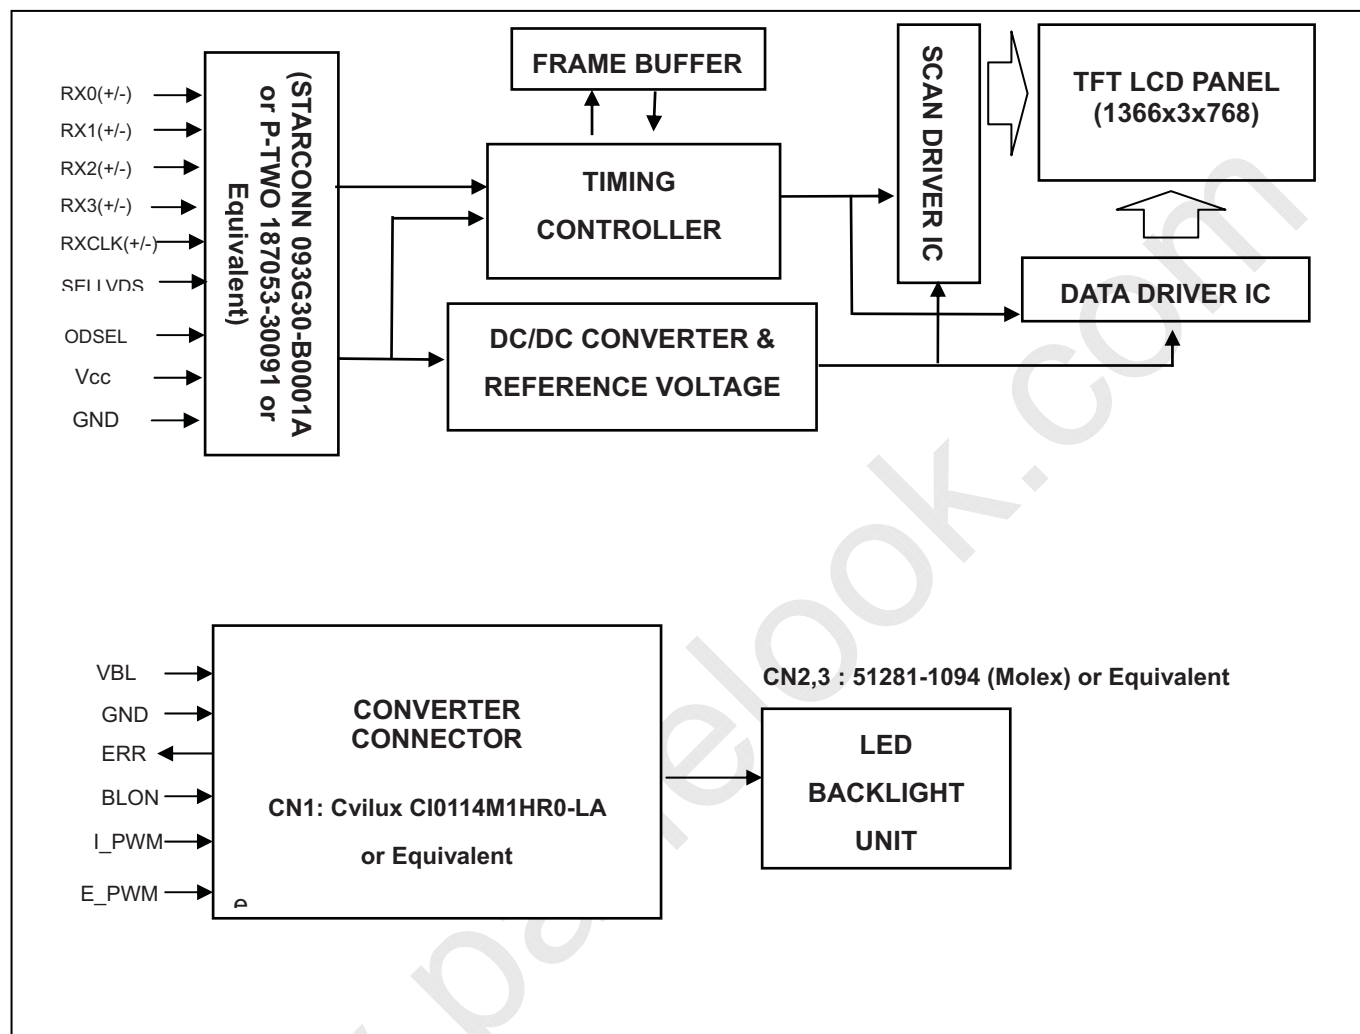 FRAME BUFFER
SCAN DRIVER IC
TFT LCD PANEL
(1366x3x768)
RX0(+/-)
RX1(+/-)
RX2(+/-)
RX3(+/-)
RXCLK(+/-)
SELLVDS
ODSEL
Vcc
GND
(STARCONN 093G30-B0001A
or P-TWO 187053-30091 or
Equivalent)
TIMING
CONTROLLER
DATA DRIVER IC
DC/DC CONVERTER &
REFERENCE VOLTAGE
VBL
GND
ERR
BLON
I_PWM
E_PWM
CONVERTER
CONNECTOR
CN1: Cvilux CI0114M1HR0-LA
or Equivalent
e
CN2,3 : 51281-1094 (Molex) or Equivalent
LED
BACKLIGHT
UNIT
panelook.com